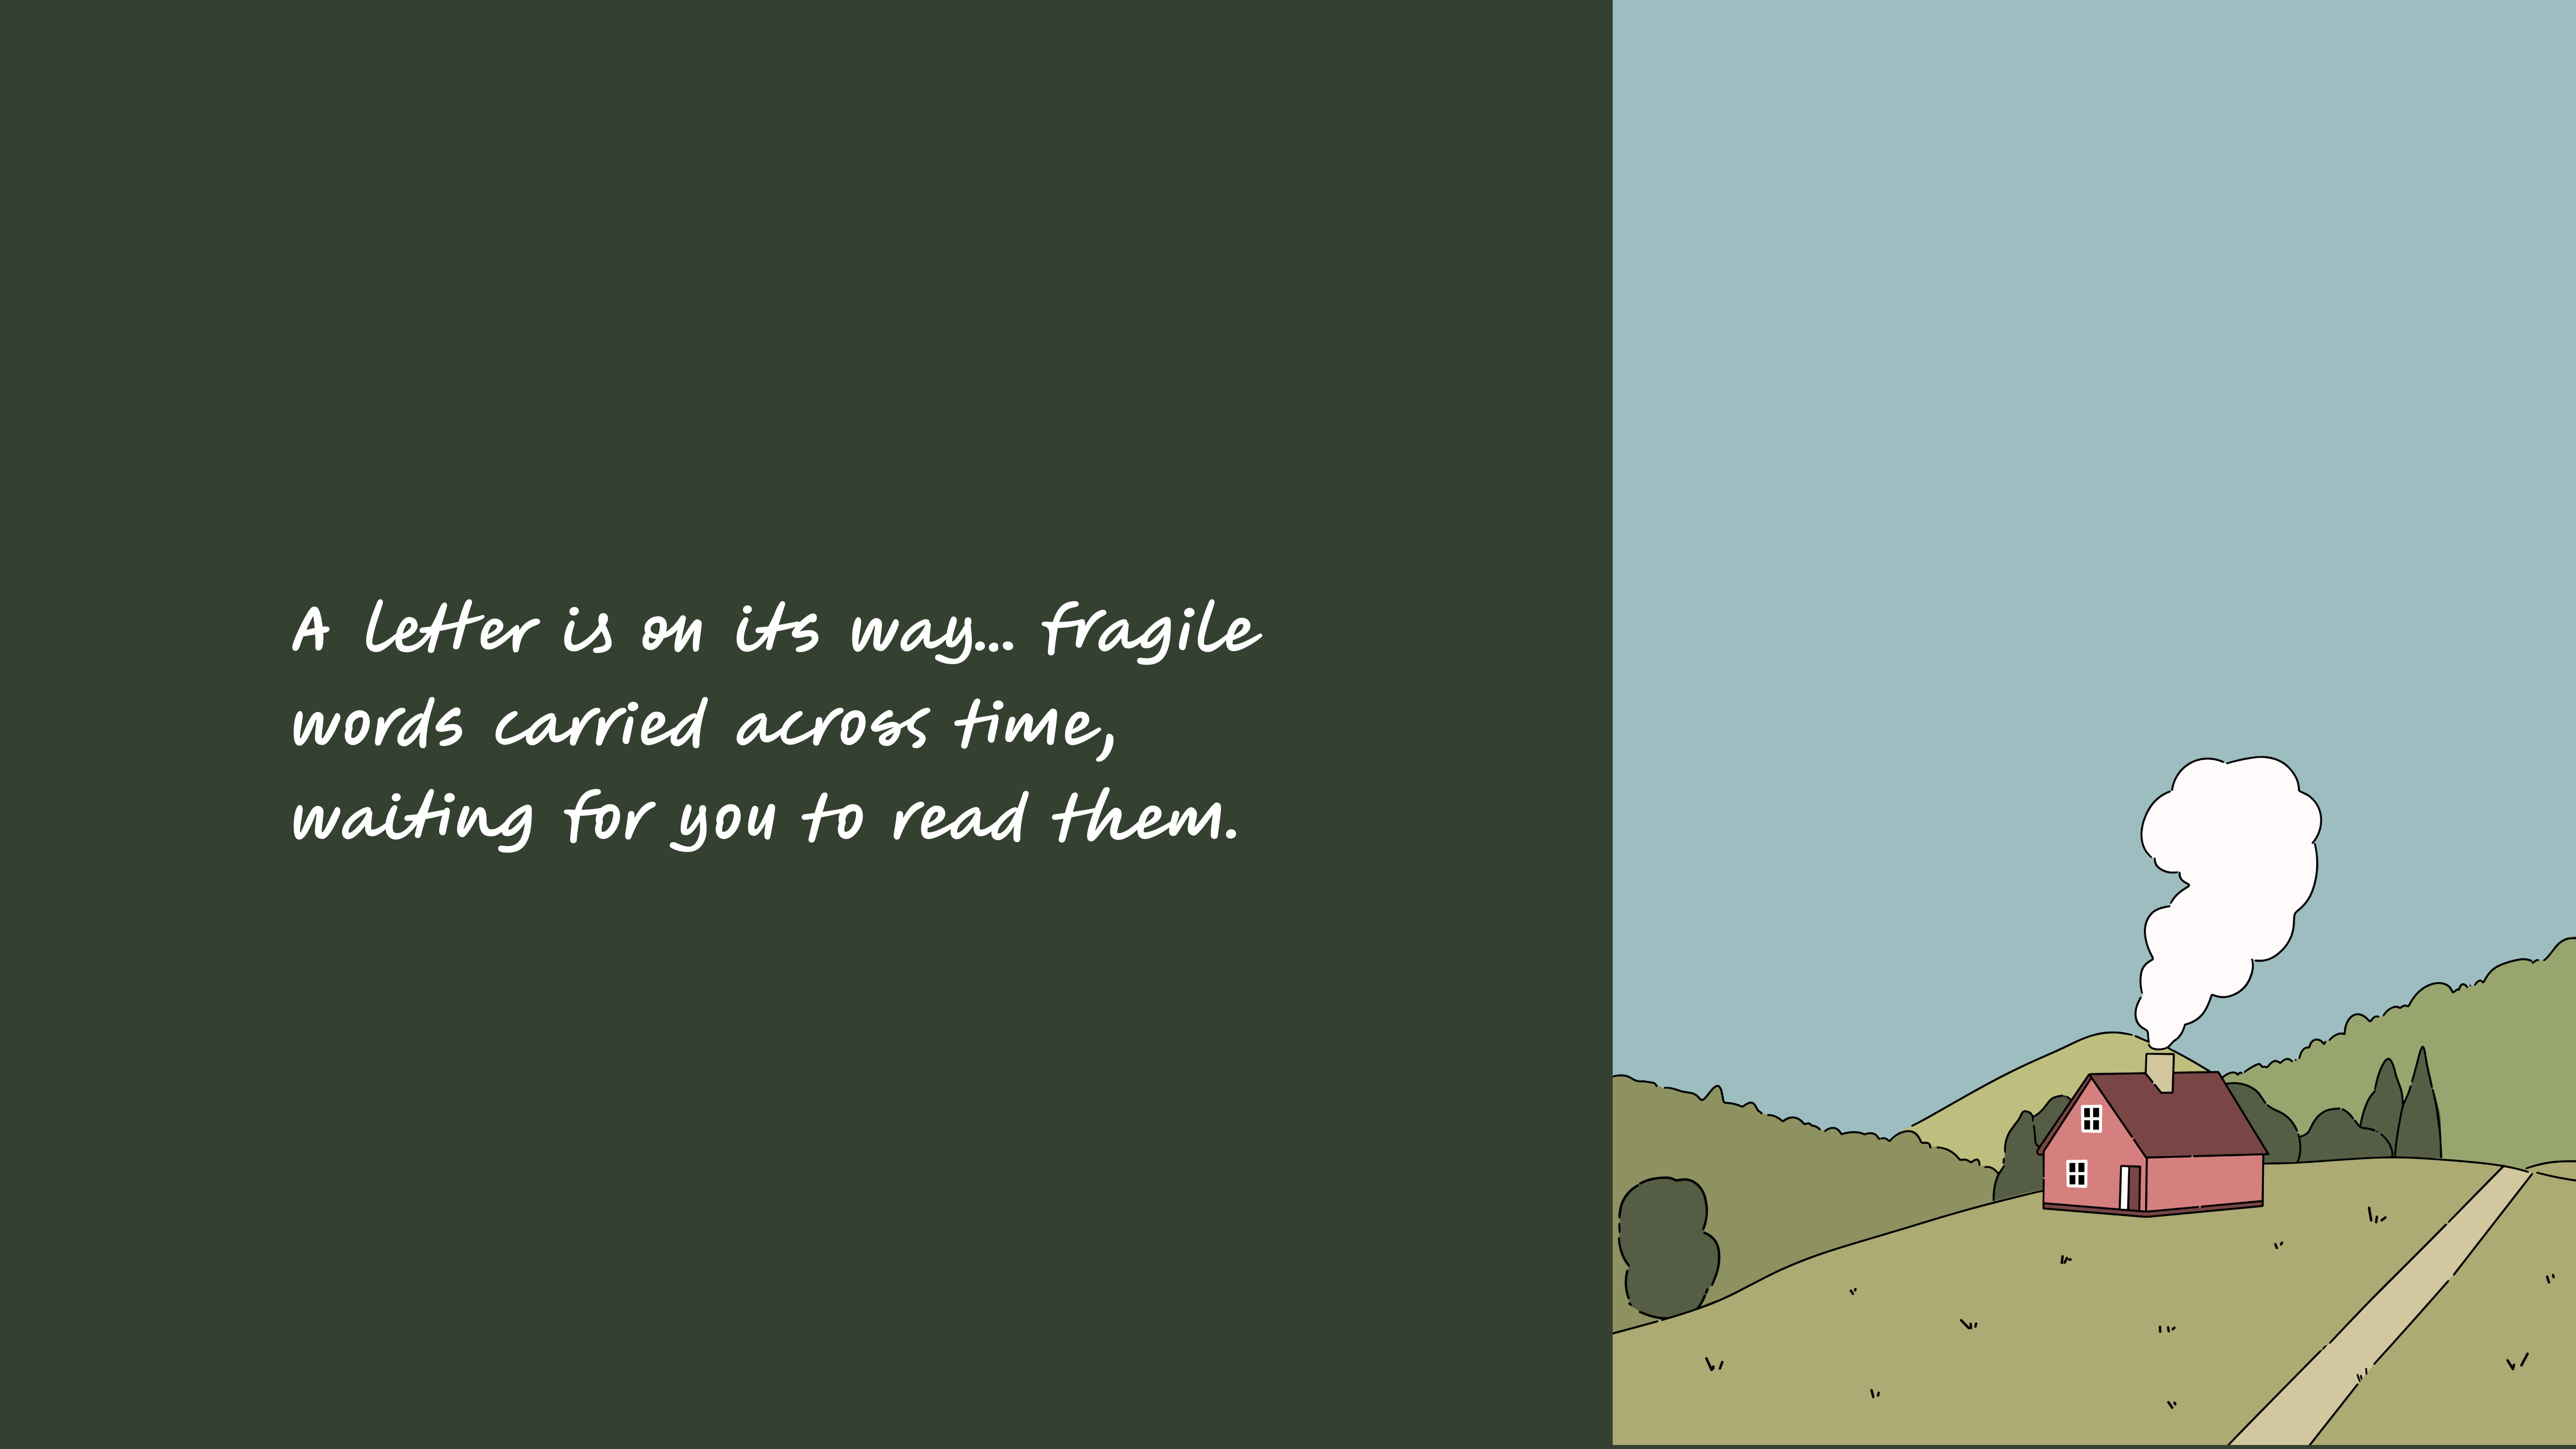 A letter is on its way... fragile
words carried across time,
waiting for you to read them.